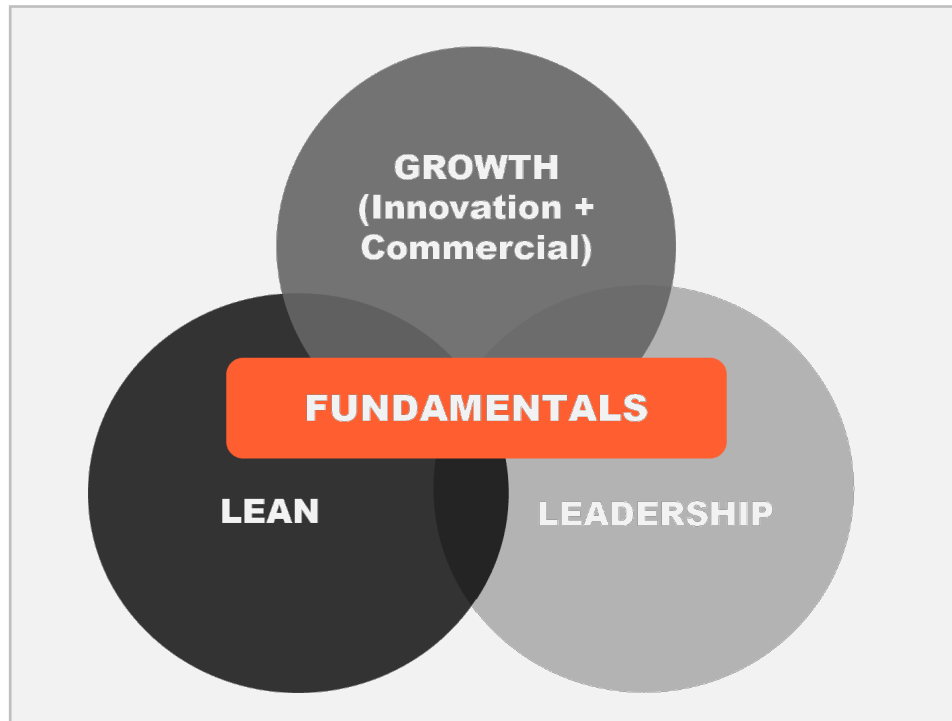 GROWTH
(Innovation +
Commercial)
FUNDAMENTALS
LEAN
LEADERSHIP